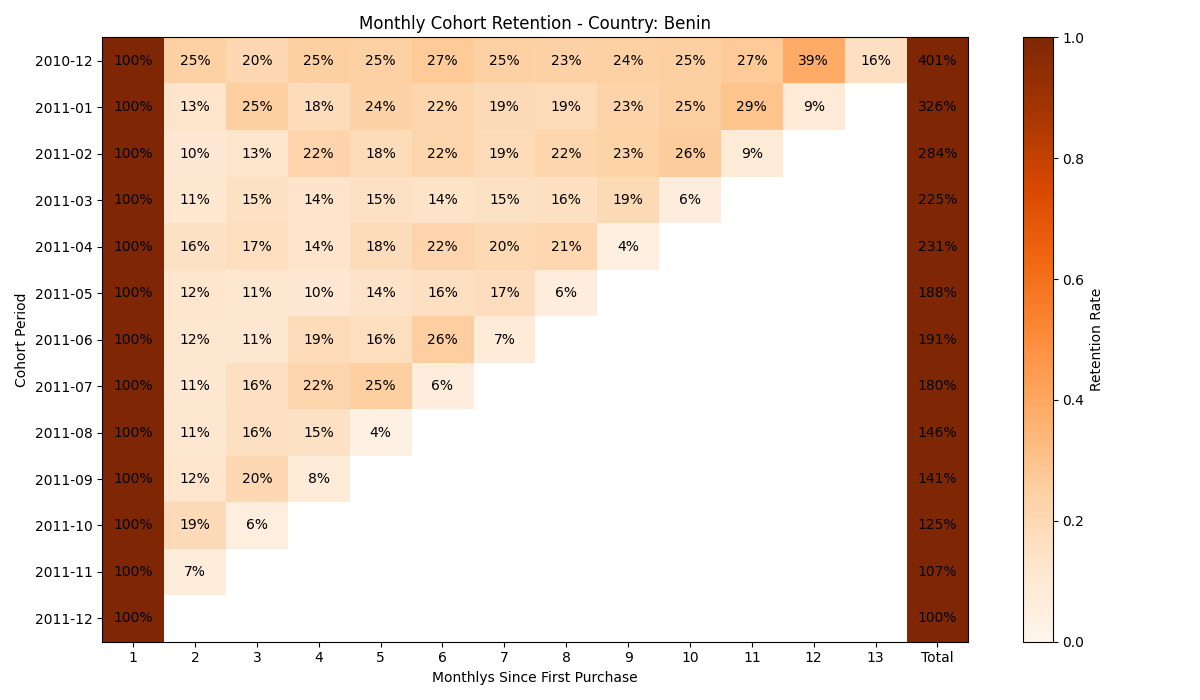 Monthly Cohort Retention - Country: Benin
2010-12 100% 25% 20% 25% 25% 27% 25% 23% 24% 25% 27% 39% 16% 401%
2011-01 100% 13% 25% 18% 24% 22% 19% 19% 23% 25% 29% 9% 326%
2011-02 100% 10% 13% 22% 18% 22% 19% 22% 23% 26% 9% 284%
2011-03 100% 11% 15% 14% 15% 14% 15% 16% 19% 6% 225%
2011-04 100% 16% 17% 14% 18% 22% 20% 21% 4% 231%
2011-05 100% 12% 11% 10% 14% 16% 17% 6% 188%
2011-06 100% 12% 11% 19% 16% 26% 7% 191%
2011-07 100% 11% 16% 22% 25% 6% 180%
2011-08 100% 11% 16% 15% 4% 146%
2011-09 100% 12% 20% 8% 141%
2011-10 100% 19% 6% 125%
2011-11 100% 7% 107%
2011-12 100% 100%
1 2 3 4 5 6 7 8 9 10 11 12 13 Total
Monthlys Since First Purchase
Cohort Period
1.0
0.8
0.6
0.4
0.2
0.0
Retention Rate